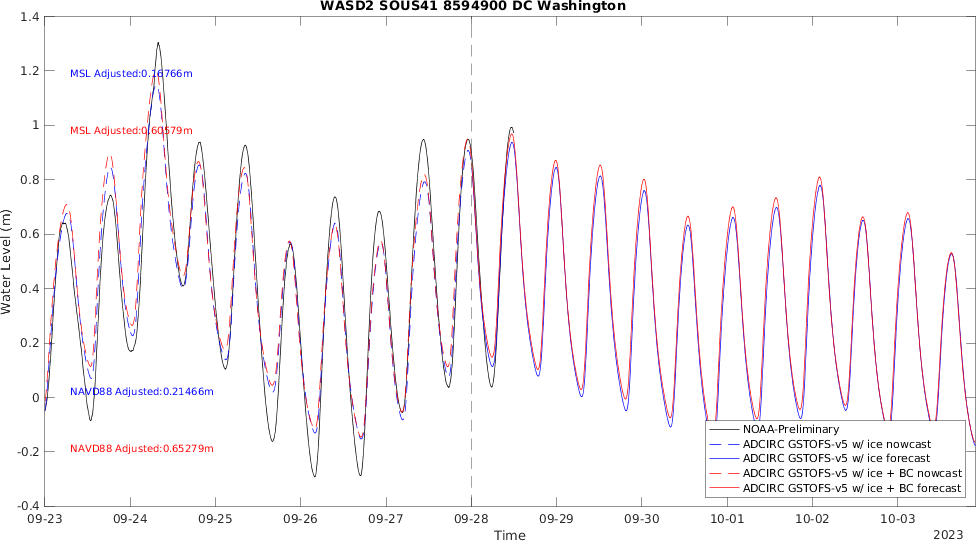 WASD2 SOUS41 8594900 DC Washington
1.4
1.2
1
0.8
0.6
0.4
0.2
0
-0.2
-0.4
Water Level (m)
MSL Adjusted:0.16766m
MSL Adjusted:0.60579m
NAVD88 Adjusted:0.21466m
NAVD88 Adjusted:0.65279m
NOAA-Preliminary
ADCIRC GSTOFS-v5 w/ ice nowcast
ADCIRC GSTOFS-v5 w/ ice forecast
ADCIRC GSTOFS-v5 w/ ice + BC nowcast
ADCIRC GSTOFS-v5 w/ ice + BC forecast
09-23 09-24 09-25 09-26 09-27 09-28 09-29 09-30 10-01 10-02 10-03
Time
2023